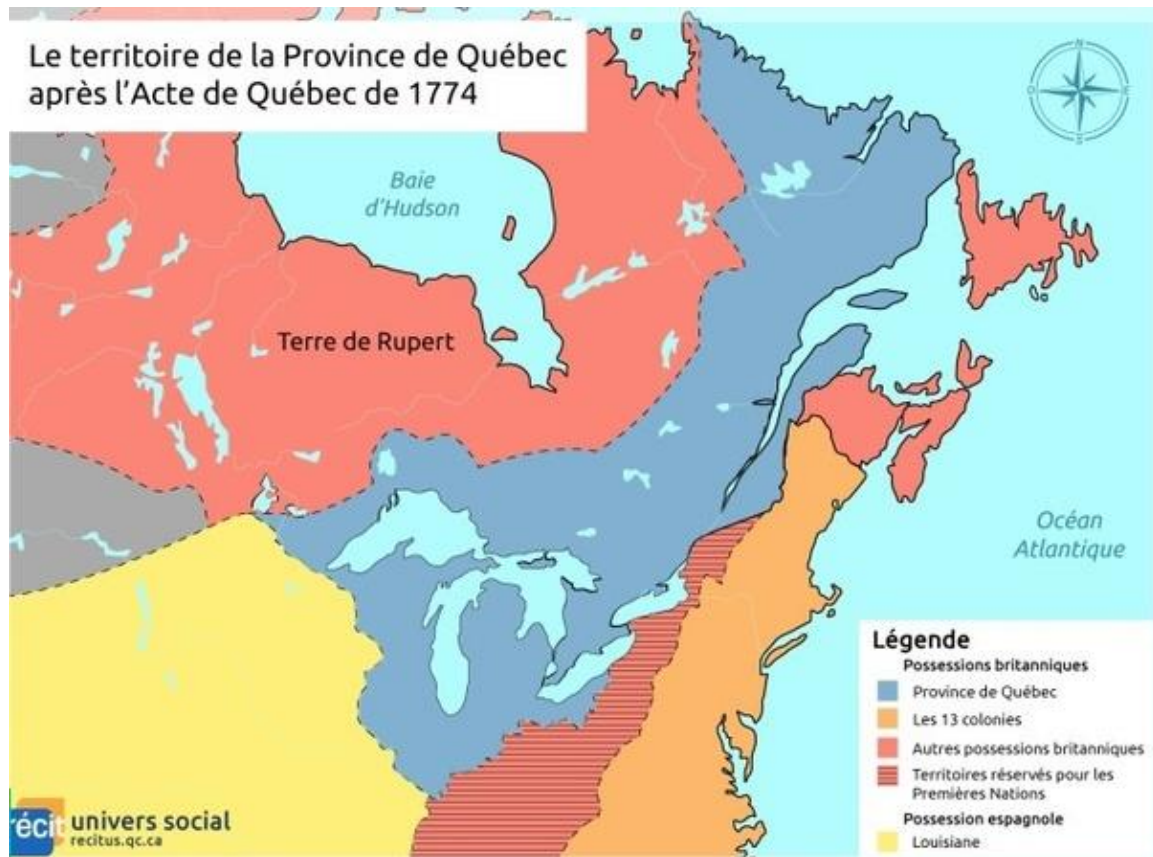 Le territoire de la Province de Québec
après l'Acte de Québec de 1774
N
O
S
Baie
d'Hudson
Terre de Rupert
Océan
Atlantique
Légende
Possessions britanniques
Province de Québec
Les 13 colonies
Autres possessions britanniques
Territoires réservés pour les
Premières Nations
Possession espagnole
Louisiane
récit univers social
recitus.qc.ca